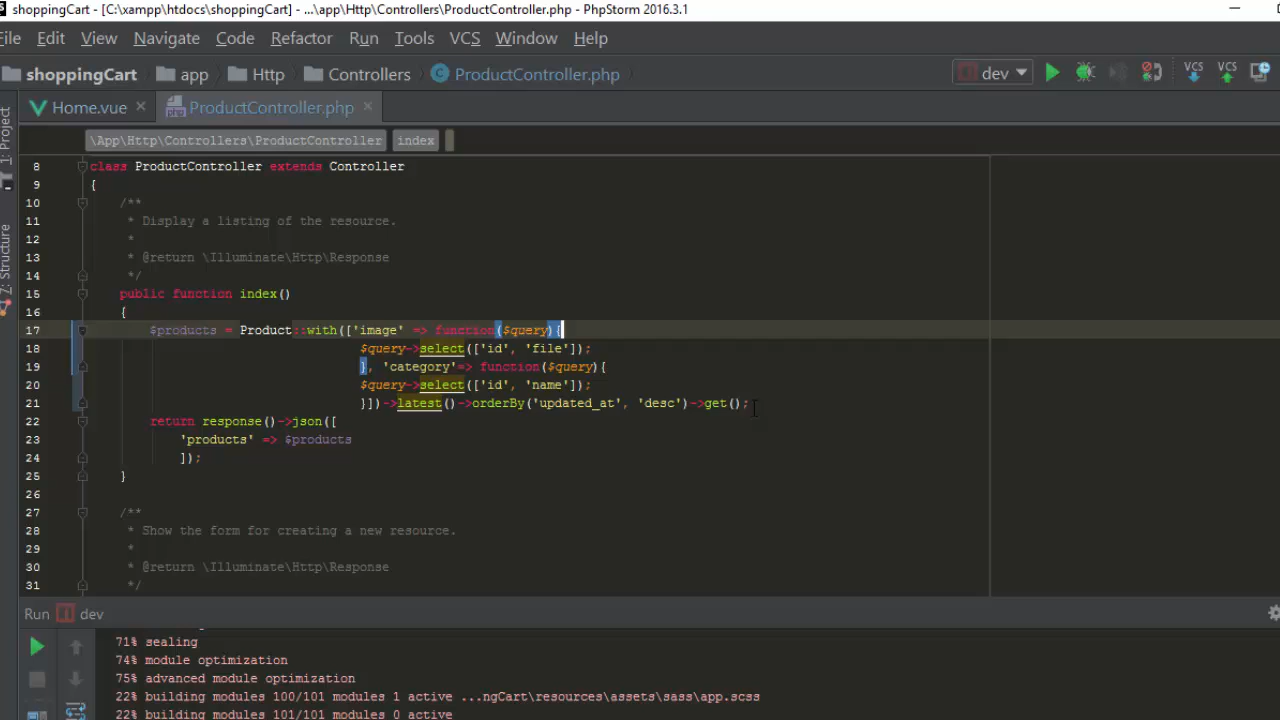 shoppingCart - [C:\xampp\htdocs\shoppingCart] - ...\app\Http\Controllers\ProductController.php - PhpStorm 2016.3.1
File Edit View Navigate Code Refactor Run Tools VCS Window Help
shoppingCart app Http Controllers ProductController.php dev VCS VCS
Home.vue ProductController.php
1: Project
Z: Structure
\App\Http\Controllers\ProductController index
8 class ProductController extends Controller
9 {
10 /**
11 * Display a listing of the resource.
12 *
13 * @return \Illuminate\Http\Response
14 */
15 public function index()
16 {
17 $products = Product::with(['image' => function($query){
18 $query->select(['id', 'file']);
19 }, 'category'=> function($query){
20 $query->select(['id', 'name']);
21 }])->latest()->orderBy('updated_at', 'desc')->get();
22 return response()->json([
23 'products' => $products
24 ]);
25 }
26
27 /**
28 * Show the form for creating a new resource.
29 *
30 * @return \Illuminate\Http\Response
31 */
Run dev
71% sealing
74% module optimization
75% advanced module optimization
22% building modules 100/101 modules 1 active ...ngCart\resources\assets\sass\app.scss
22% building modules 101/101 modules 0 active